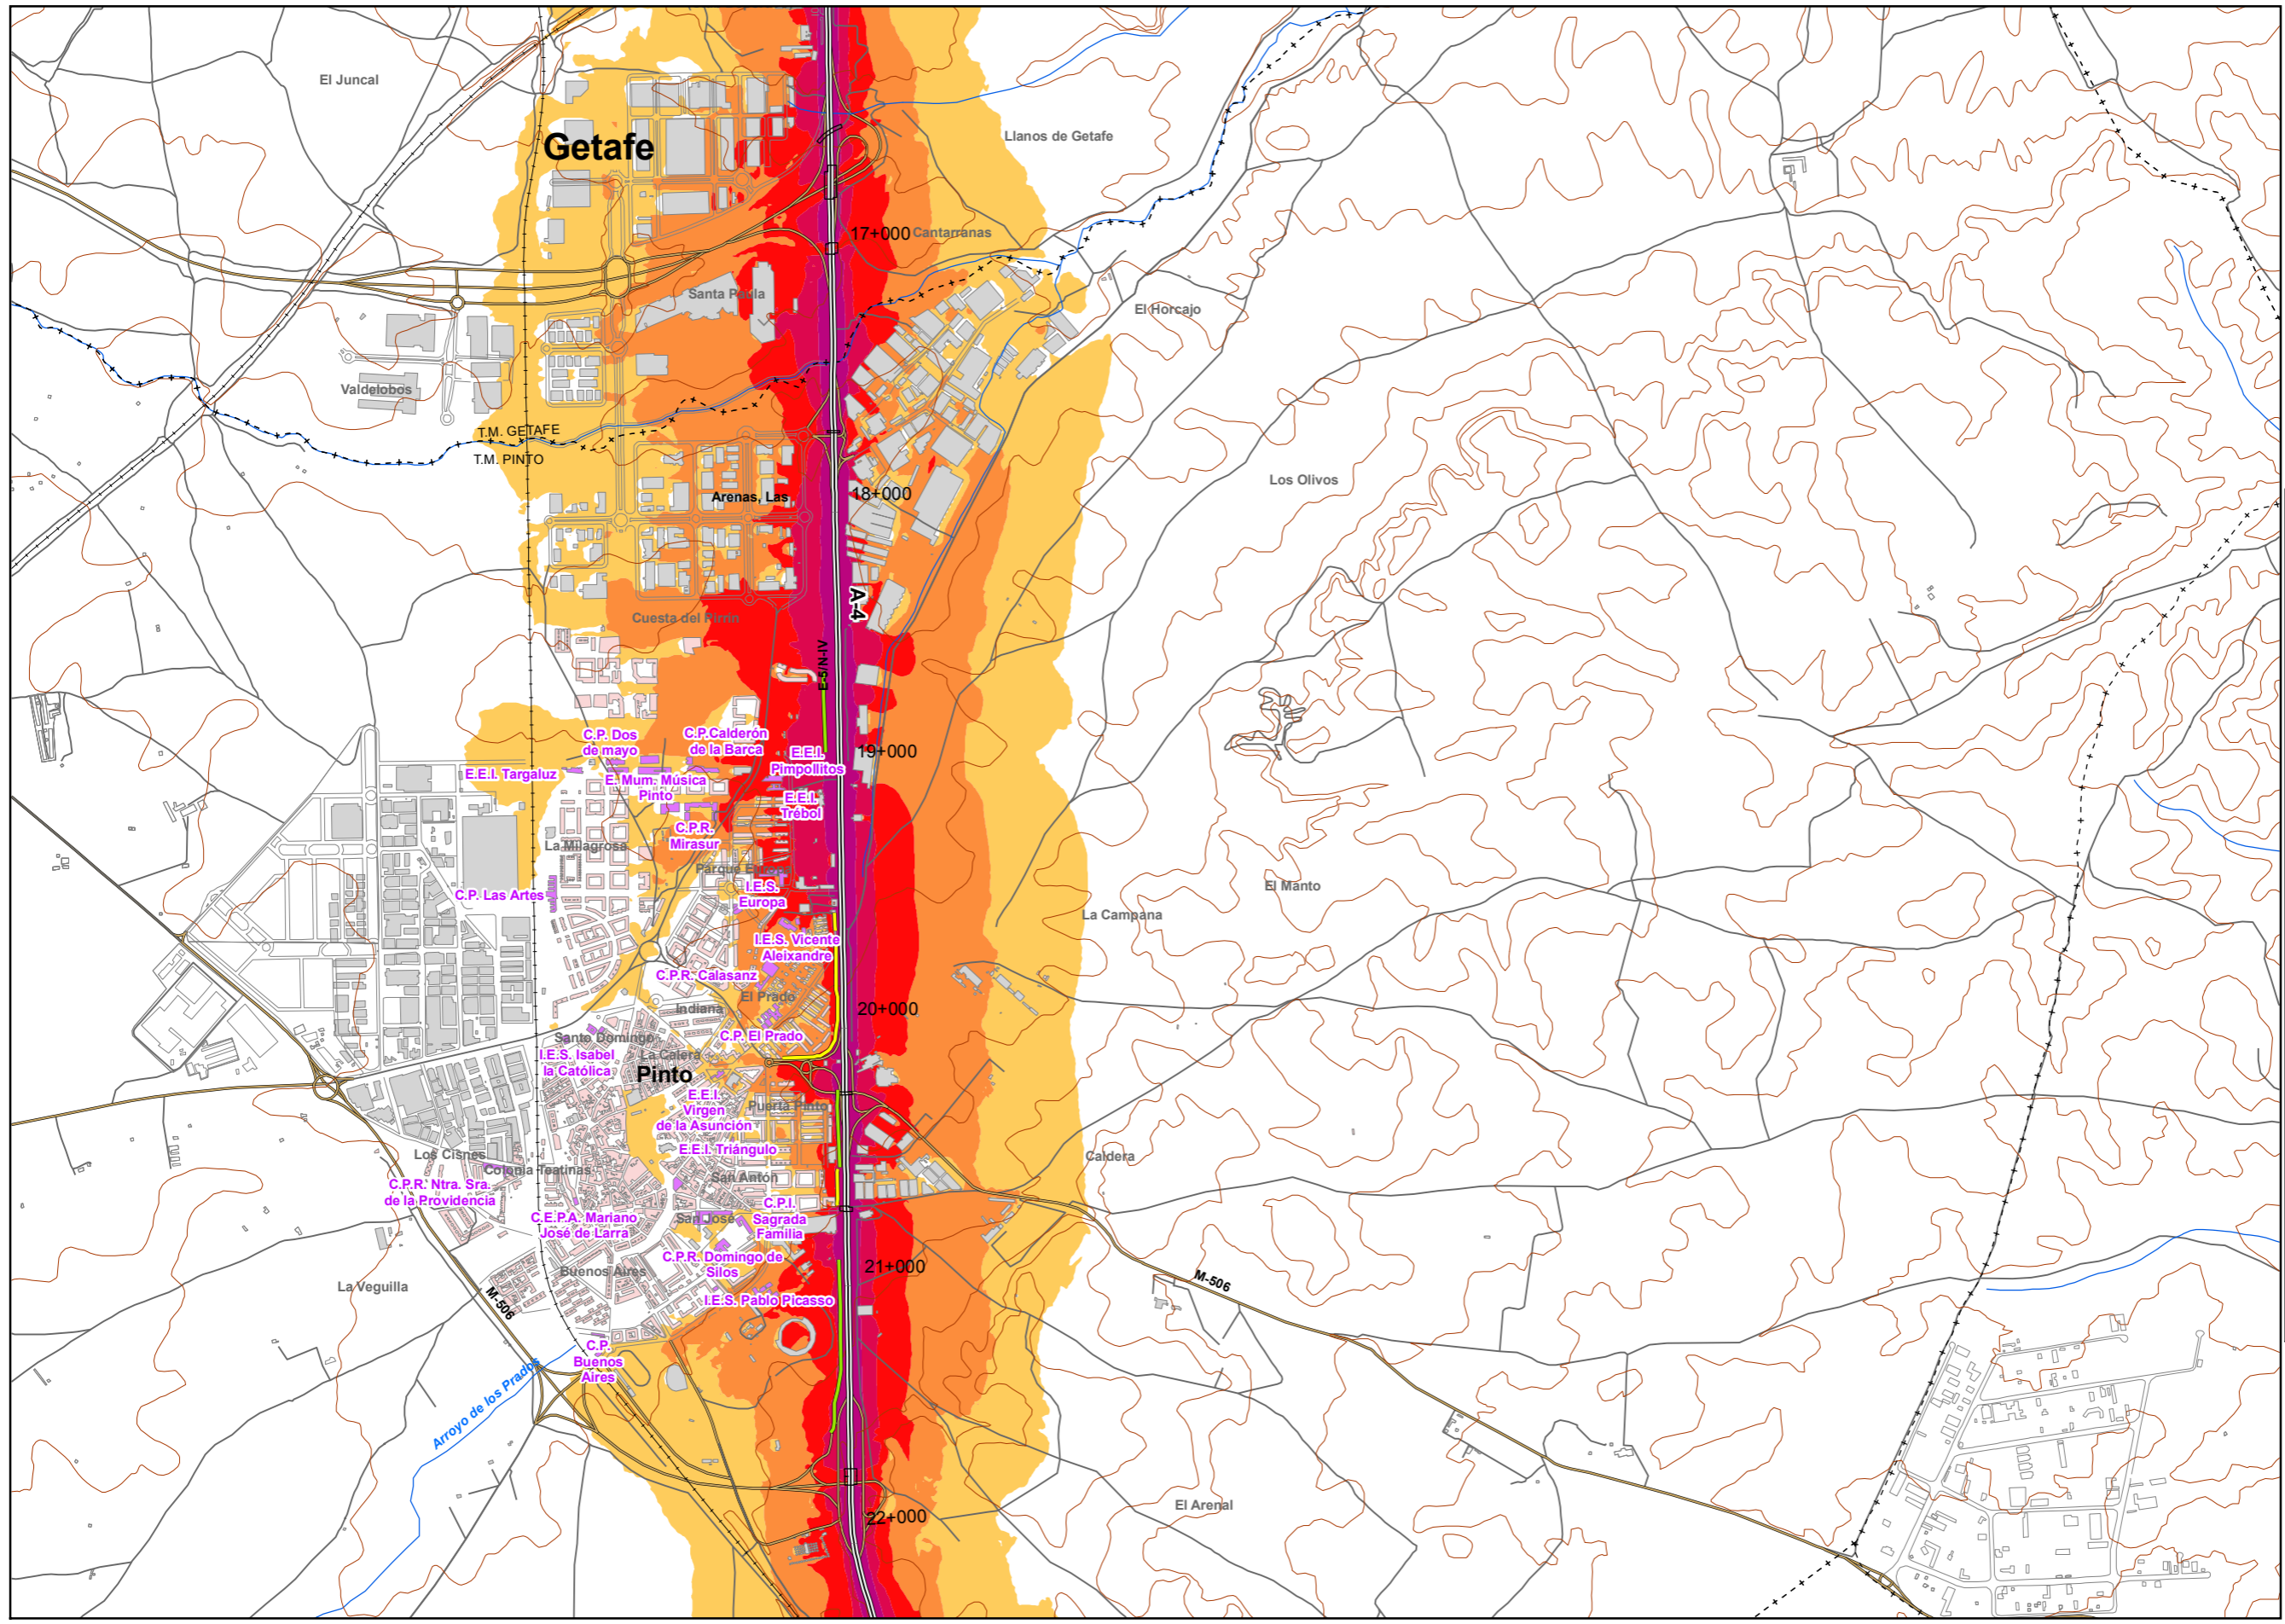 El Juncal
Getafe
Llanos de Getafe
17+000
Cantarranas
Santa Paula
El Horcajo
Valdelobos
T.M. GETAFE
T.M. PINTO
Los Olivos
Arenas, Las
18+000
A-4
Cuesta del Pirrin
E-5/N-IV
C.P. Dos
de mayo
C.P.Calderón
de la Barca
E.E.I.
Pimpollitos
19+000
E.E.I. Targaluz
E. Mum. Música
Pinto
E.E.I.
Trébol
C.P.R.
Mirasur
La Milagrosa
Parque Europa
C.P. Las Artes
I.E.S.
Europa
El Manto
La Campana
I.E.S. Vicente
Aleixandre
C.P.R. Calasanz
El Prado
Indiana
20+000
Santo Domingo
C.P. El Prado
I.E.S. Isabel
la Católica
La Calera
Pinto
E.E.I.
Virgen
de la Asunción
Puerta Pinto
E.E.I. Triángulo
Los Cisnes
Colonia Teatinas
Caldera
San Antón
C.P.R. Ntra. Sra.
de la Providencia
C.P.I.
Sagrada
Familia
C.E.P.A. Mariano
José de Larra
San José
C.P.R. Domingo de
Silos
Buenos Aires
21+000
La Veguilla
M-506
M-506
I.E.S. Pablo Picasso
C.P.
Buenos
Aires
Arroyo de los Prados
El Arenal
22+000